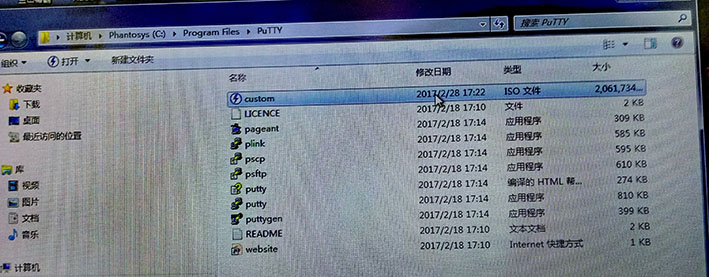 计算机 ▸ Phantosys (C:) ▸ Program Files ▸ PuTTY
搜索 PuTTY
组织 打开 新建文件夹
名称 修改日期 类型 大小
收藏夹
下载
桌面
最近访问的位置
库
视频
图片
文档
音乐
计算机
custom 2017/2/28 17:22 ISO 文件 2,061,734...
LICENCE 2017/2/18 17:10 文件 2 KB
pageant 2017/2/18 17:14 应用程序 309 KB
plink 2017/2/18 17:14 应用程序 585 KB
pscp 2017/2/18 17:14 应用程序 595 KB
psftp 2017/2/18 17:14 应用程序 610 KB
putty 2017/2/18 17:14 编译的 HTML 帮... 274 KB
putty 2017/2/18 17:14 应用程序 810 KB
puttygen 2017/2/18 17:14 应用程序 399 KB
README 2017/2/18 17:10 文本文档 2 KB
website 2017/2/18 17:10 Internet 快捷方式 1 KB